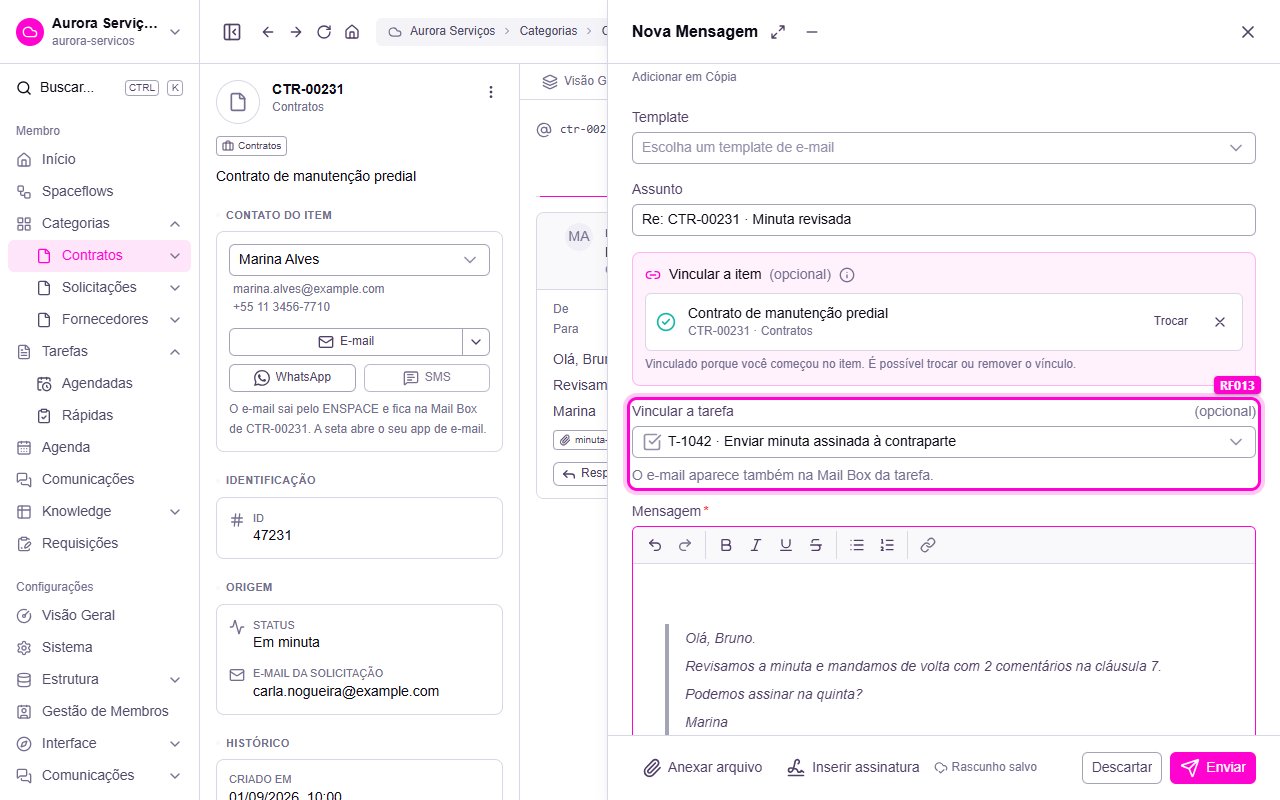 Aurora Serviç...
aurora-servicos
Buscar...
CTRL
K
Membro
Início
Spaceflows
Categorias
Contratos
Solicitações
Fornecedores
Tarefas
Agendadas
Rápidas
Agenda
Comunicações
Knowledge
Requisições
Configurações
Visão Geral
Sistema
Estrutura
Gestão de Membros
Interface
Comunicações
Aurora Serviços
Categorias
CTR-00231
Contratos
Contratos
Contrato de manutenção predial
CONTATO DO ITEM
Marina Alves
marina.alves@example.com
+55 11 3456-7710
E-mail
WhatsApp
SMS
O e-mail sai pelo ENSPACE e fica na Mail Box
de CTR-00231. A seta abre o seu app de e-mail.
IDENTIFICAÇÃO
ID
47231
ORIGEM
STATUS
Em minuta
E-MAIL DA SOLICITAÇÃO
carla.nogueira@example.com
HISTÓRICO
CRIADO EM
01/09/2026, 10:00
Visão G
ctr-002
MA
De
Para
Olá, Brun
Revisam
Marina
minuta-
Resp
Nova Mensagem
Adicionar em Cópia
Template
Escolha um template de e-mail
Assunto
Re: CTR-00231 · Minuta revisada
Vincular a item (opcional)
Contrato de manutenção predial
CTR-00231 · Contratos
Trocar
Vinculado porque você começou no item. É possível trocar ou remover o vínculo.
RF013
Vincular a tarefa
(opcional)
T-1042 · Enviar minuta assinada à contraparte
O e-mail aparece também na Mail Box da tarefa.
Mensagem*
Olá, Bruno.
Revisamos a minuta e mandamos de volta com 2 comentários na cláusula 7.
Podemos assinar na quinta?
Marina
Anexar arquivo
Inserir assinatura
Rascunho salvo
Descartar
Enviar